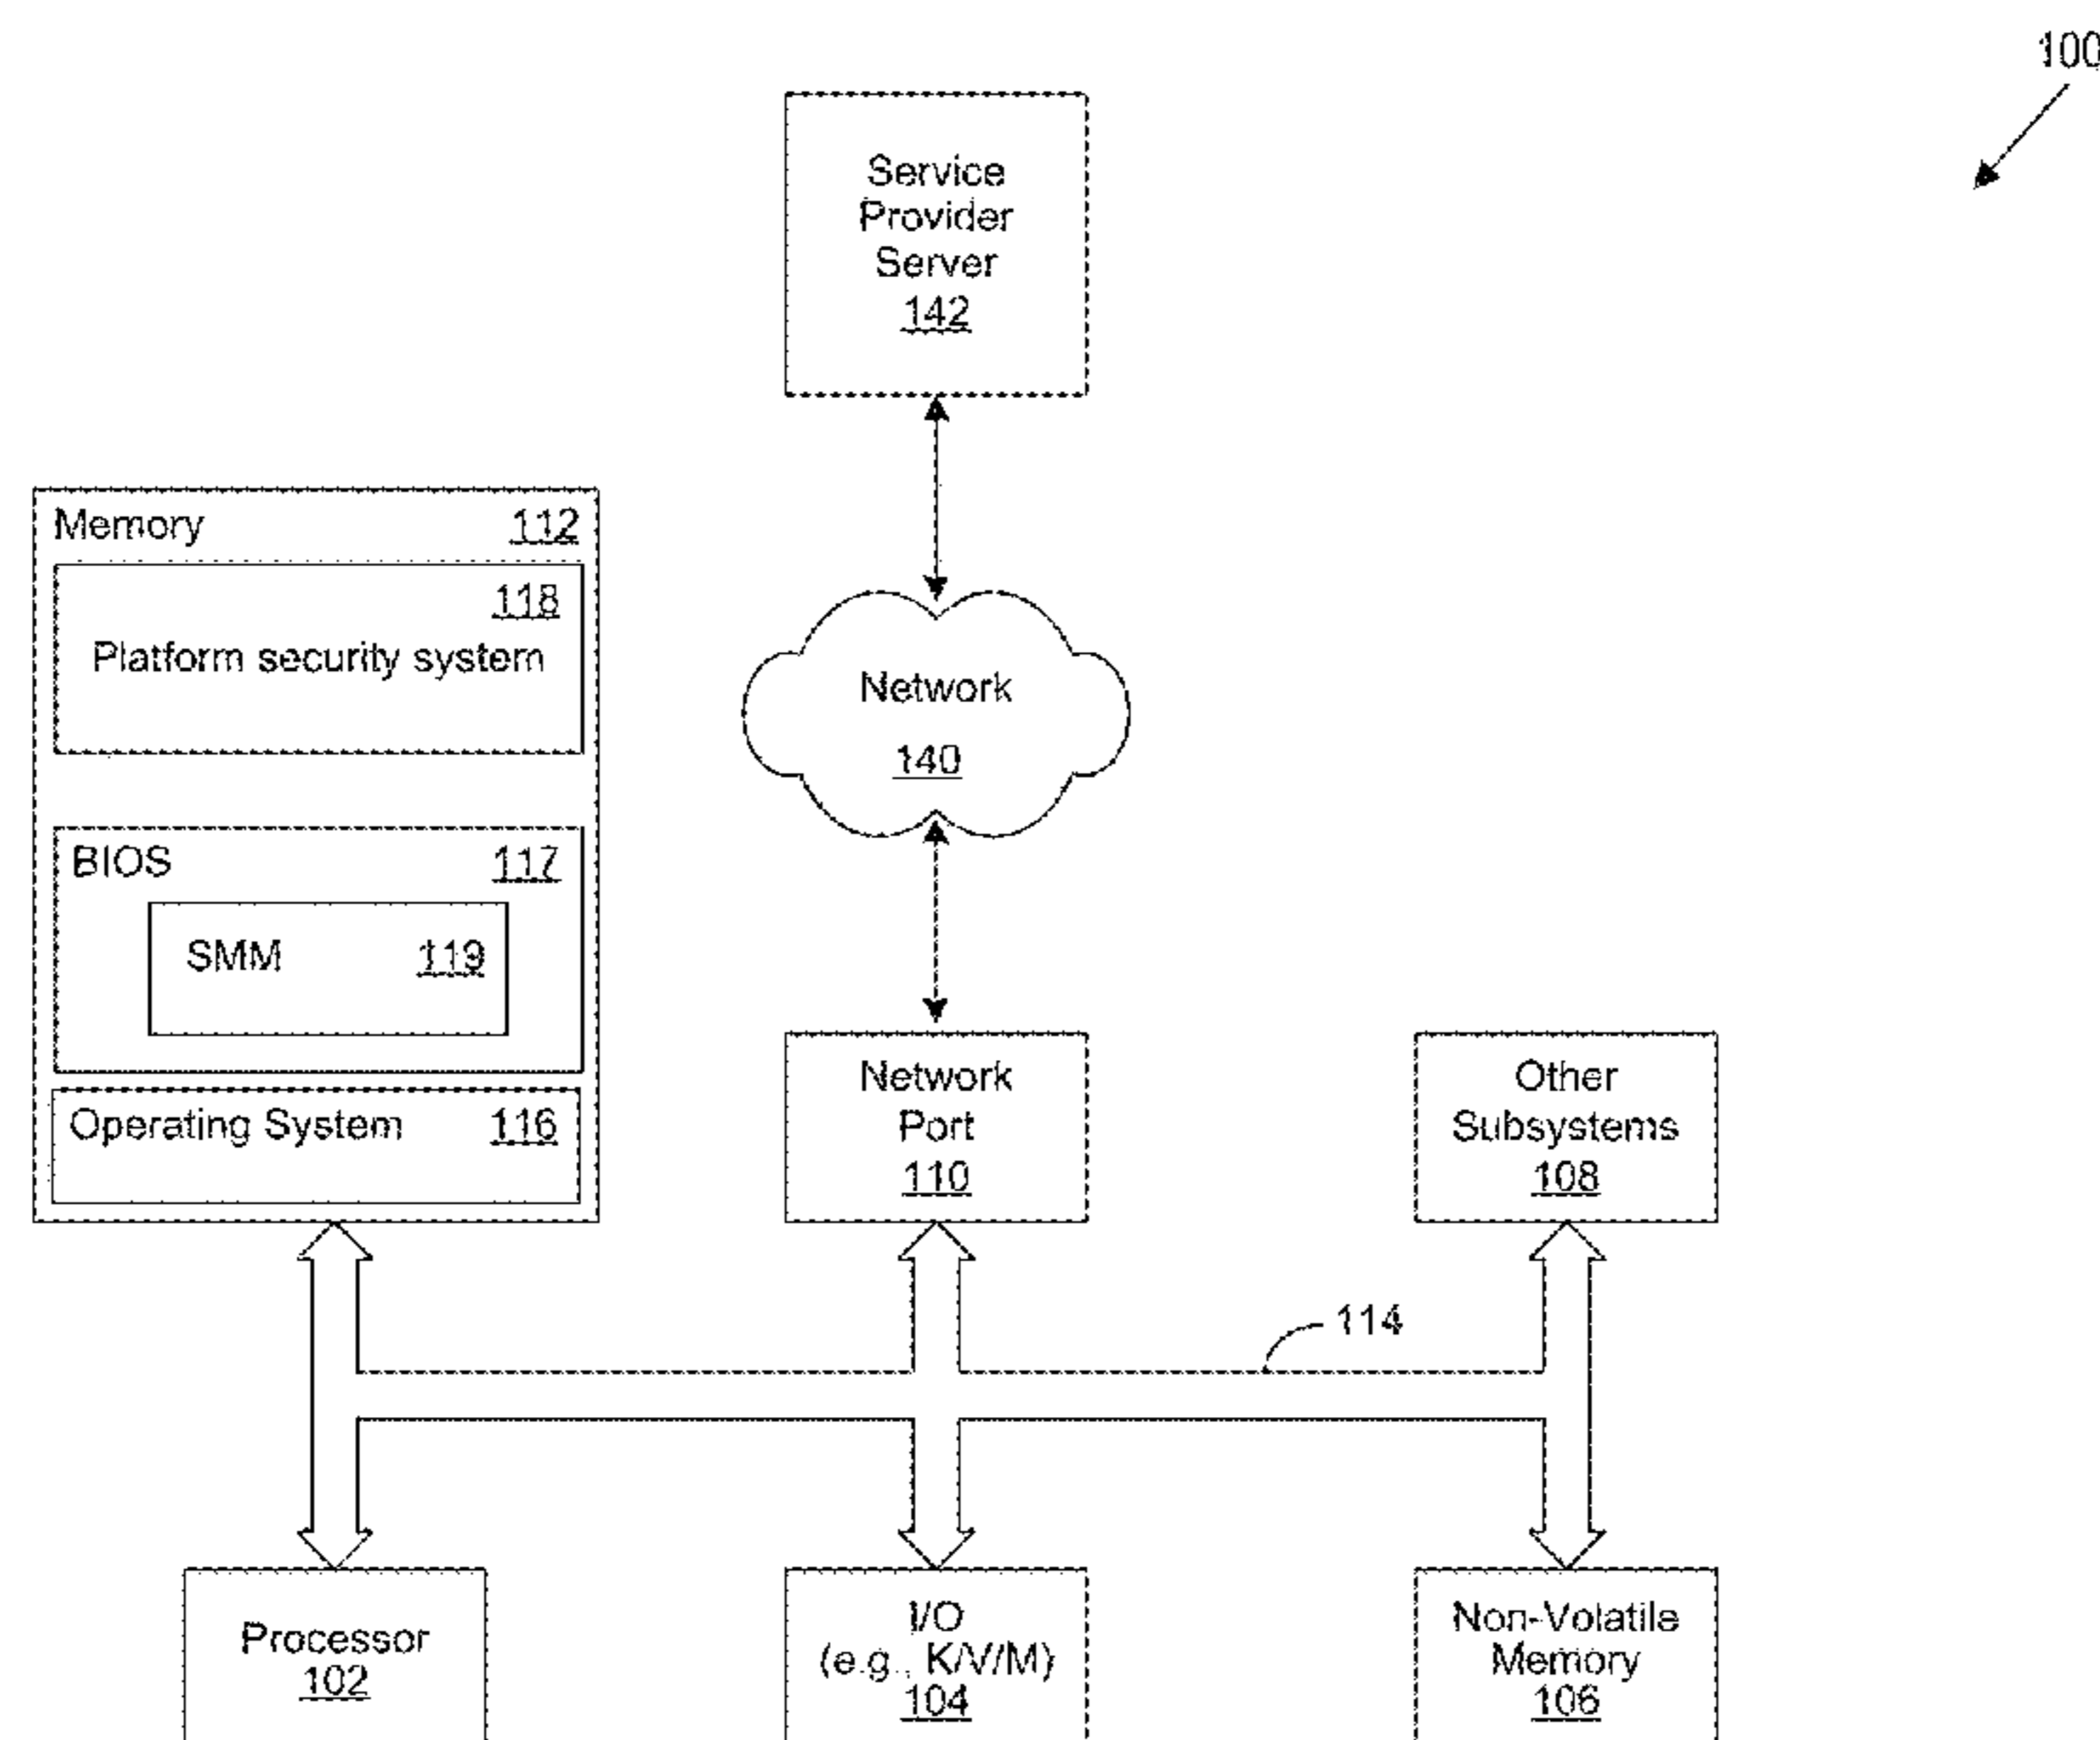 100
Service
Provider
Server
142
Memory 112
118
Platform security system
Network
140
BIOS 117
SMM 119
Operating System 116
Network
Port
110
Other
Subsystems
108
114
Processor
102
I/O
(e.g., K/V/M)
104
Non-Volatile
Memory
106